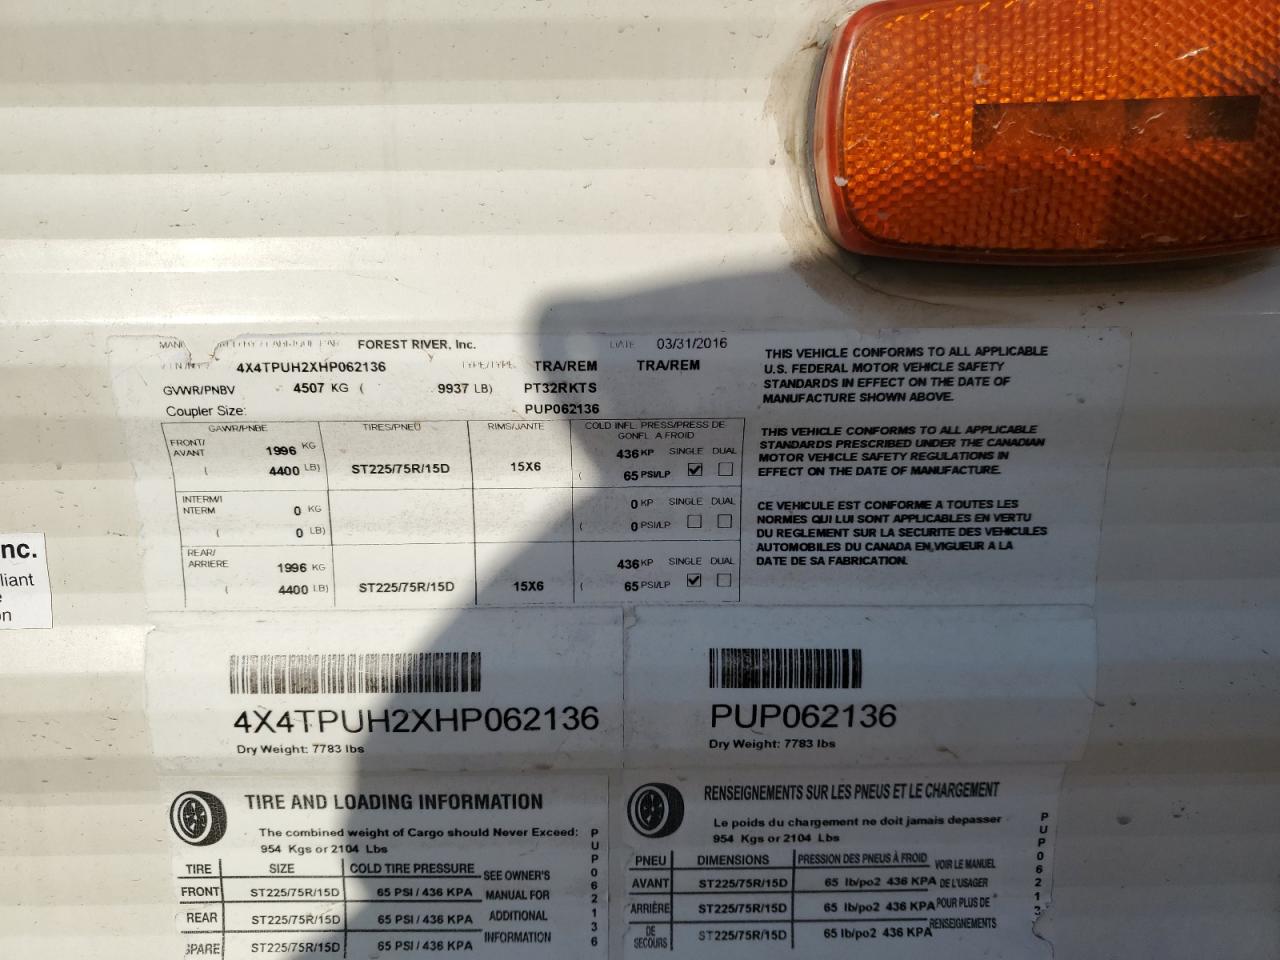 FOREST RIVER, Inc.
DATE 03/31/2016
4X4TPUH2XHP062136 TYPE/TYPE TRA/REM TRA/REM
GVWR/PNBV 4507 KG ( 9937 LB) PT32RKTS
Coupler Size: PUP062136
GAWR/PNBE TIRES/PNEU RIMS/JANTE COLD INFL. PRESS/PRESS DE
GONFL. A FROID
FRONT/
AVANT
1996 KG
( 4400 LB) ST225/75R/15D 15X6
436 KP SINGLE DUAL
( 65 PSI/LP
INTERM/I
NTERM
0 KG
( 0 LB)
0 KP SINGLE DUAL
( 0 PSI/LP
REAR/
ARRIERE
1996 KG
( 4400 LB) ST225/75R/15D 15X6
436 KP SINGLE DUAL
( 65 PSI/LP
THIS VEHICLE CONFORMS TO ALL APPLICABLE
U.S. FEDERAL MOTOR VEHICLE SAFETY
STANDARDS IN EFFECT ON THE DATE OF
MANUFACTURE SHOWN ABOVE.
THIS VEHICLE CONFORMS TO ALL APPLICABLE
STANDARDS PRESCRIBED UNDER THE CANADIAN
MOTOR VEHICLE SAFETY REGULATIONS IN
EFFECT ON THE DATE OF MANUFACTURE.
CE VEHICULE EST CONFORME A TOUTES LES
NORMES QUI LUI SONT APPLICABLES EN VERTU
DU REGLEMENT SUR LA SECURITE DES VEHICULES
AUTOMOBILES DU CANADA EN VIGUEUR A LA
DATE DE SA FABRICATION.
nc.
liant
e
on
4X4TPUH2XHP062136
Dry Weight: 7783 lbs
PUP062136
Dry Weight: 7783 lbs
TIRE AND LOADING INFORMATION
The combined weight of Cargo should Never Exceed:
954 Kgs or 2104 Lbs
TIRE SIZE COLD TIRE PRESSURE
FRONT ST225/75R/15D 65 PSI / 436 KPA
REAR ST225/75R/15D 65 PSI / 436 KPA
SPARE ST225/75R/15D 65 PSI / 436 KPA
SEE OWNER'S
MANUAL FOR
ADDITIONAL
INFORMATION
PUP062136
RENSEIGNEMENTS SUR LES PNEUS ET LE CHARGEMENT
Le poids du chargement ne doit jamais depasser
954 Kgs or 2104 Lbs
PNEU DIMENSIONS PRESSION DES PNEUS À FROID
AVANT ST225/75R/15D 65 lb/po2 436 KPA
ARRIÈRE ST225/75R/15D 65 lb/po2 436 KPA
DE
SECOURS ST225/75R/15D 65 lb/po2 436 KPA
VOIR LE MANUEL
DE L'USAGER
POUR PLUS DE
RENSEIGNEMENTS
PUP06213